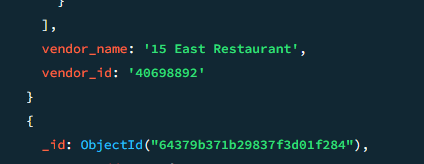 }
],
vendor_name: '15 East Restaurant',
vendor_id: '40698892'
}
{
_id: ObjectId("64379b371b29837f3d01f284"),